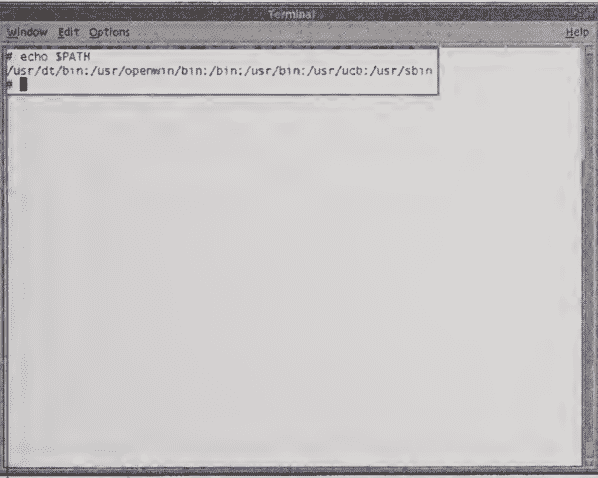 Terminal
Window Edit Options Help
# echo $PATH
/usr/dt/bin:/usr/openwin/bin:/bin:/usr/bin:/usr/ucb:/usr/sbin
#